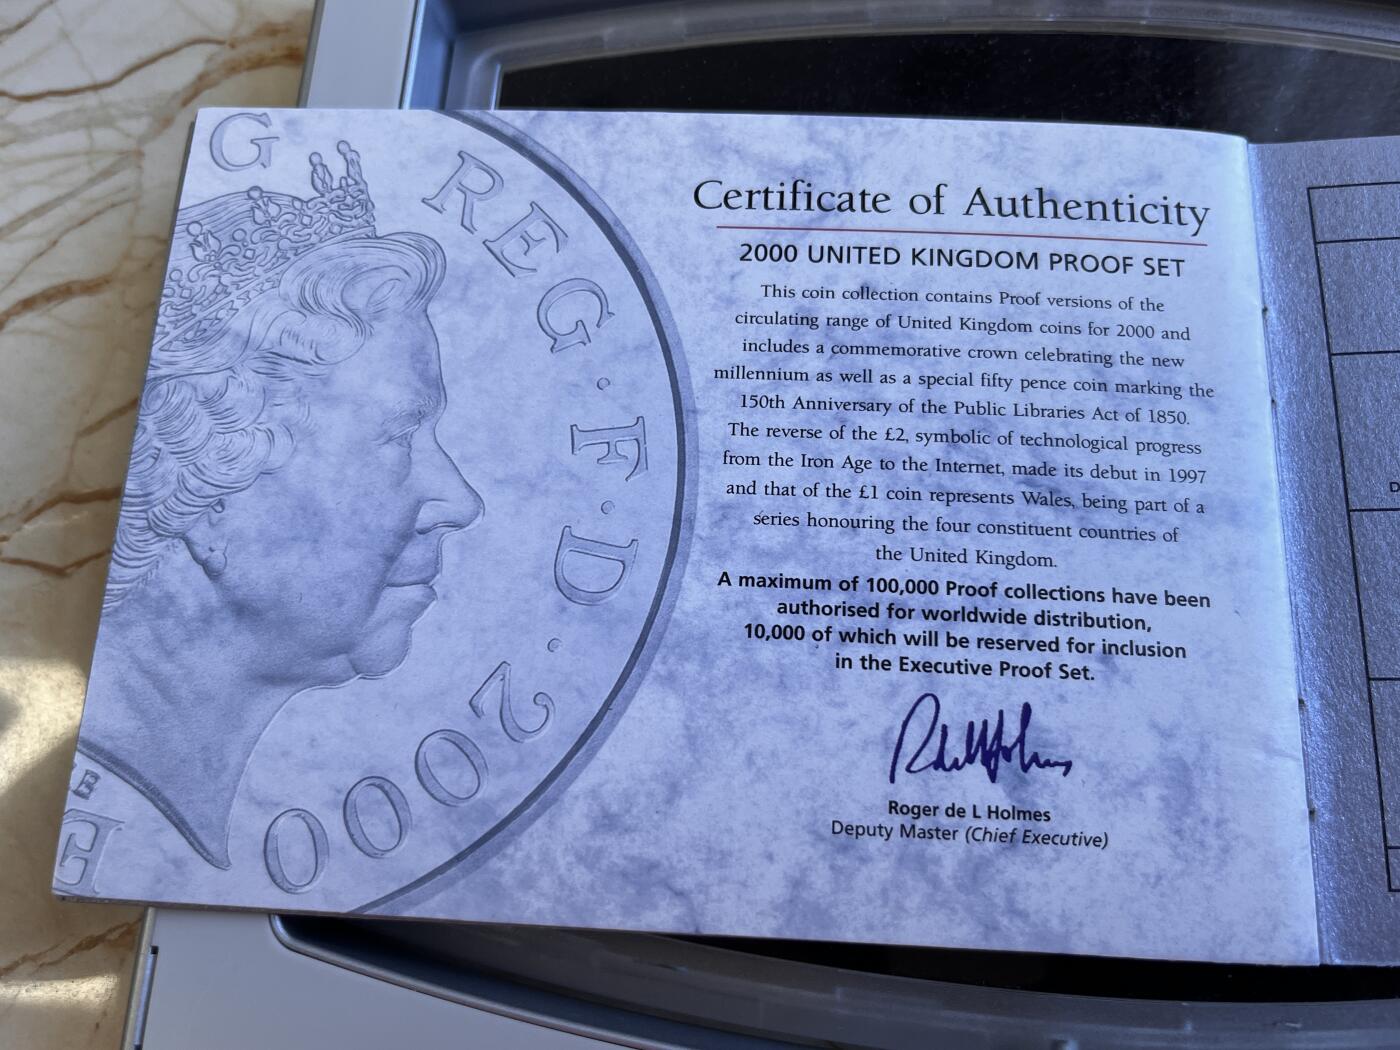 G REG · F · D · 2000
E
E
Certificate of Authenticity
2000 UNITED KINGDOM PROOF SET
This coin collection contains Proof versions of the
circulating range of United Kingdom coins for 2000 and
includes a commemorative crown celebrating the new
millennium as well as a special fifty pence coin marking the
150th Anniversary of the Public Libraries Act of 1850.
The reverse of the £2, symbolic of technological progress
from the Iron Age to the Internet, made its debut in 1997
and that of the £1 coin represents Wales, being part of a
series honouring the four constituent countries of
the United Kingdom.
A maximum of 100,000 Proof collections have been
authorised for worldwide distribution,
10,000 of which will be reserved for inclusion
in the Executive Proof Set.
Roger de L Holmes
Deputy Master (Chief Executive)
D